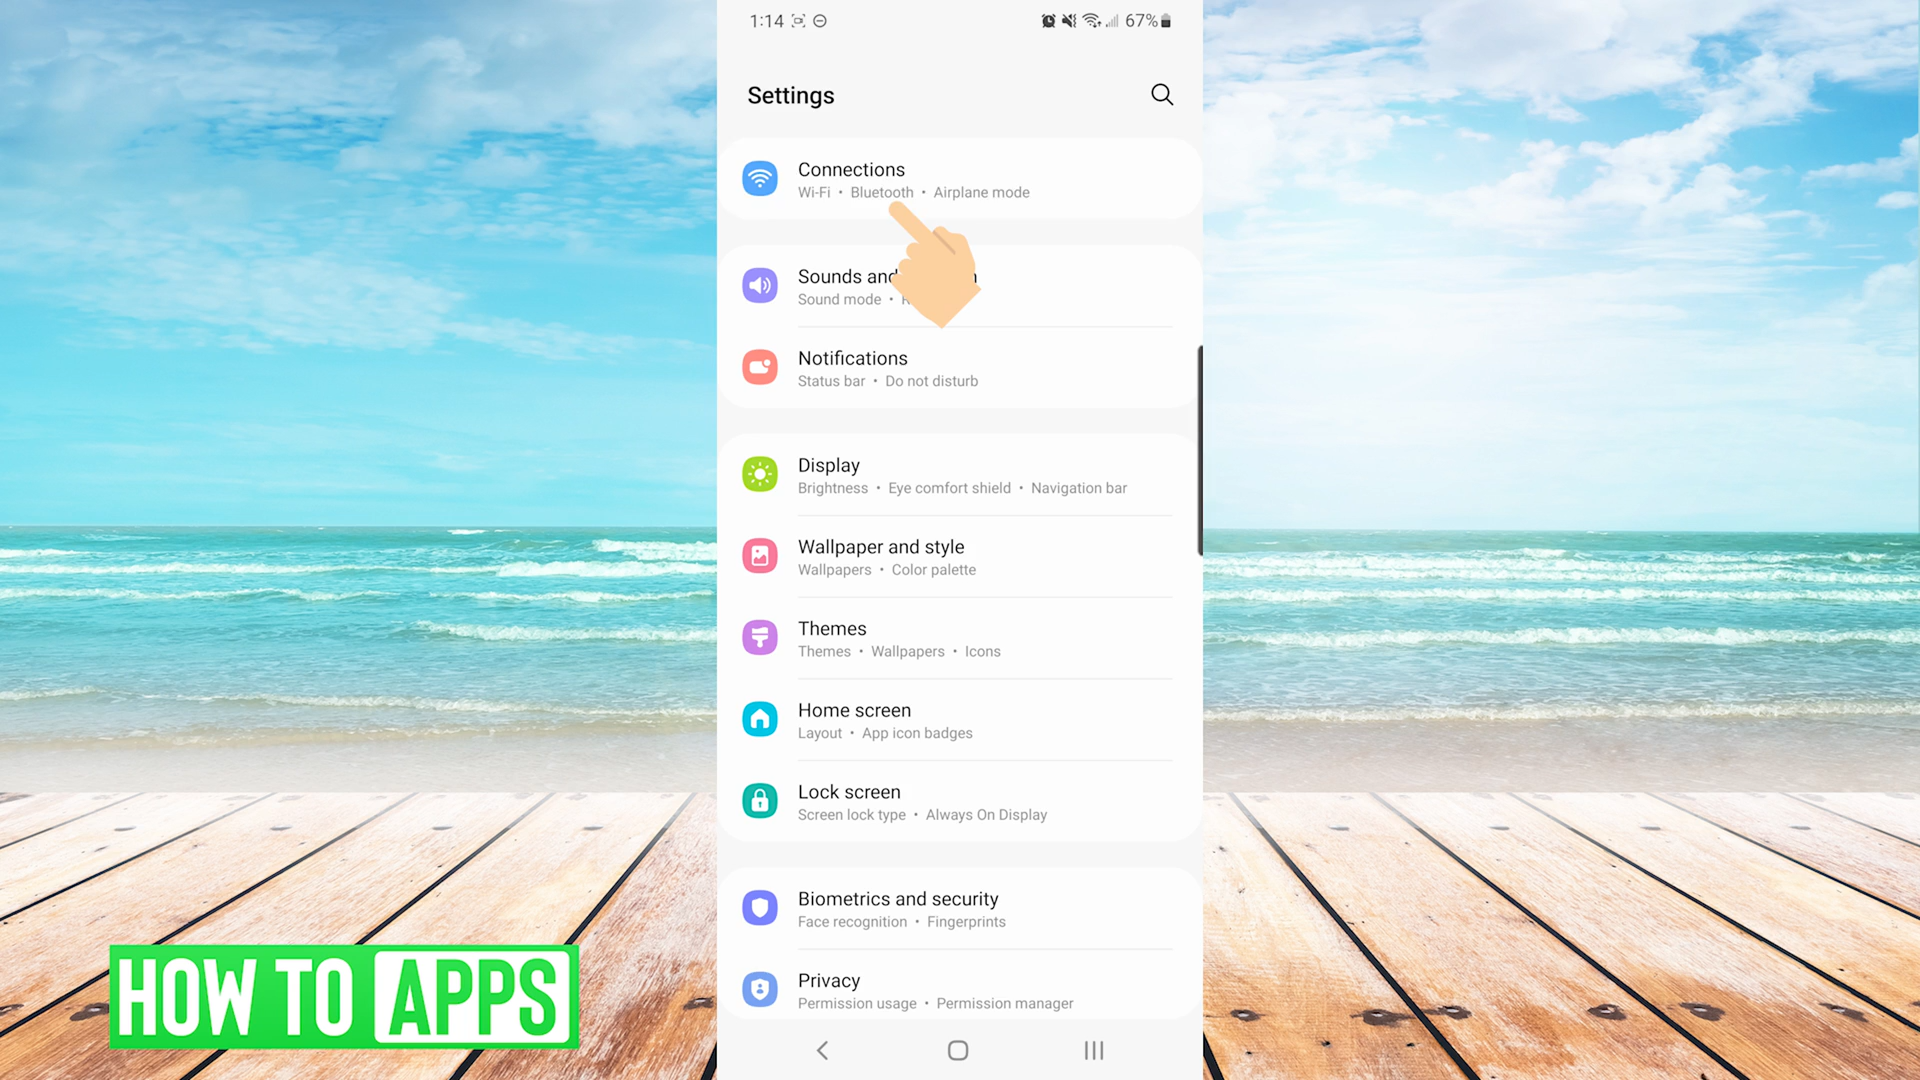 1:14
67%
Settings
Connections
Wi-Fi • Bluetooth • Airplane mode
Sounds and
Sound mode •
Notifications
Status bar • Do not disturb
Display
Brightness • Eye comfort shield • Navigation bar
Wallpaper and style
Wallpapers • Color palette
Themes
Themes • Wallpapers • Icons
Home screen
Layout • App icon badges
Lock screen
Screen lock type • Always On Display
Biometrics and security
Face recognition • Fingerprints
Privacy
Permission usage • Permission manager
HOW TO APPS